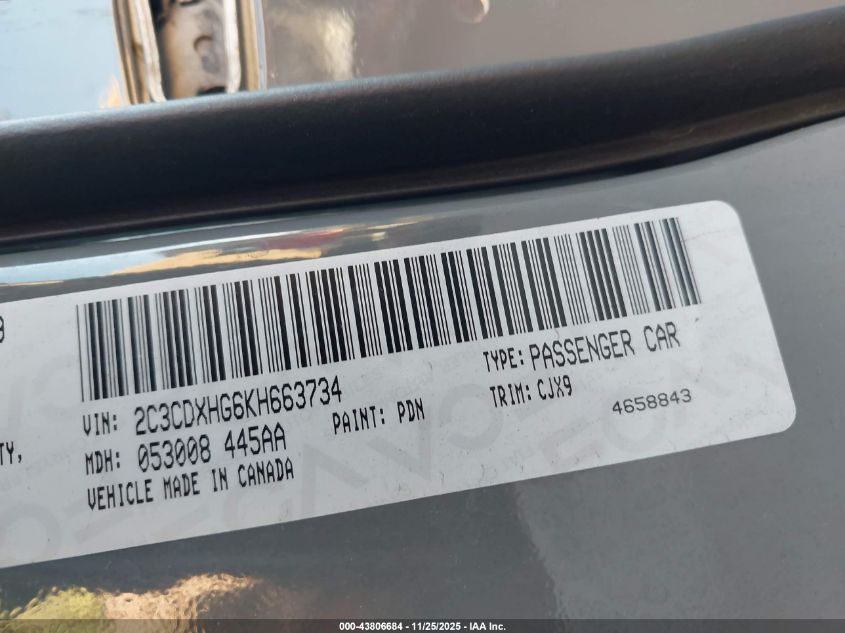 VIN: 2C3CDXHG6KH663734
TYPE: PASSENGER CAR
MDH: 053008 445AA
PAINT: PDN
TRIM: CJX9
VEHICLE MADE IN CANADA
4658843
TY,
000-43806684 - 11/25/2025 - IAA Inc.